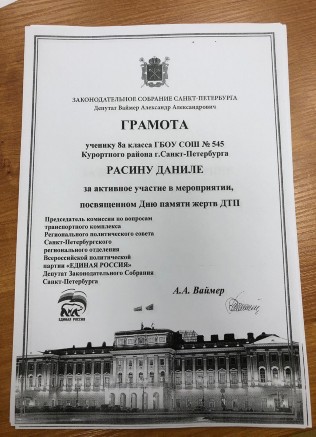 ЗАКОНОДАТЕЛЬНОЕ СОБРАНИЕ САНКТ-ПЕТЕРБУРГА
Депутат Ваймер Александр Александрович
ГРАМОТА
ученику 8а класса ГБОУ СОШ № 545
Курортного района г.Санкт-Петербурга
РАСИНУ ДАНИЛЕ
за активное участие в мероприятии,
посвященном Дню памяти жертв ДТП
Председатель комиссии по вопросам
транспортного комплекса
Регионального политического совета
Санкт-Петербургского
регионального отделения
Всероссийской политической
партии «ЕДИНАЯ РОССИЯ»
Депутат Законодательного Собрания
Санкт-Петербурга
А.А. Ваймер
ЕДИНАЯ РОССИЯ